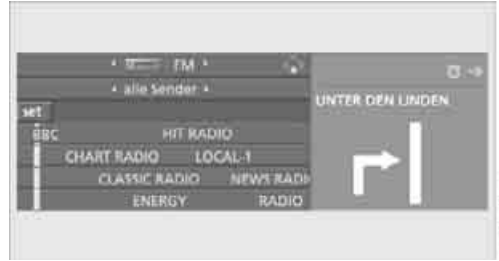 FM
alle Sender
UNTER DEN LINDEN
set
BBC HIT RADIO
CHART RADIO LOCAL-1
CLASSIC RADIO NEWS RADI
ENERGY RADIO